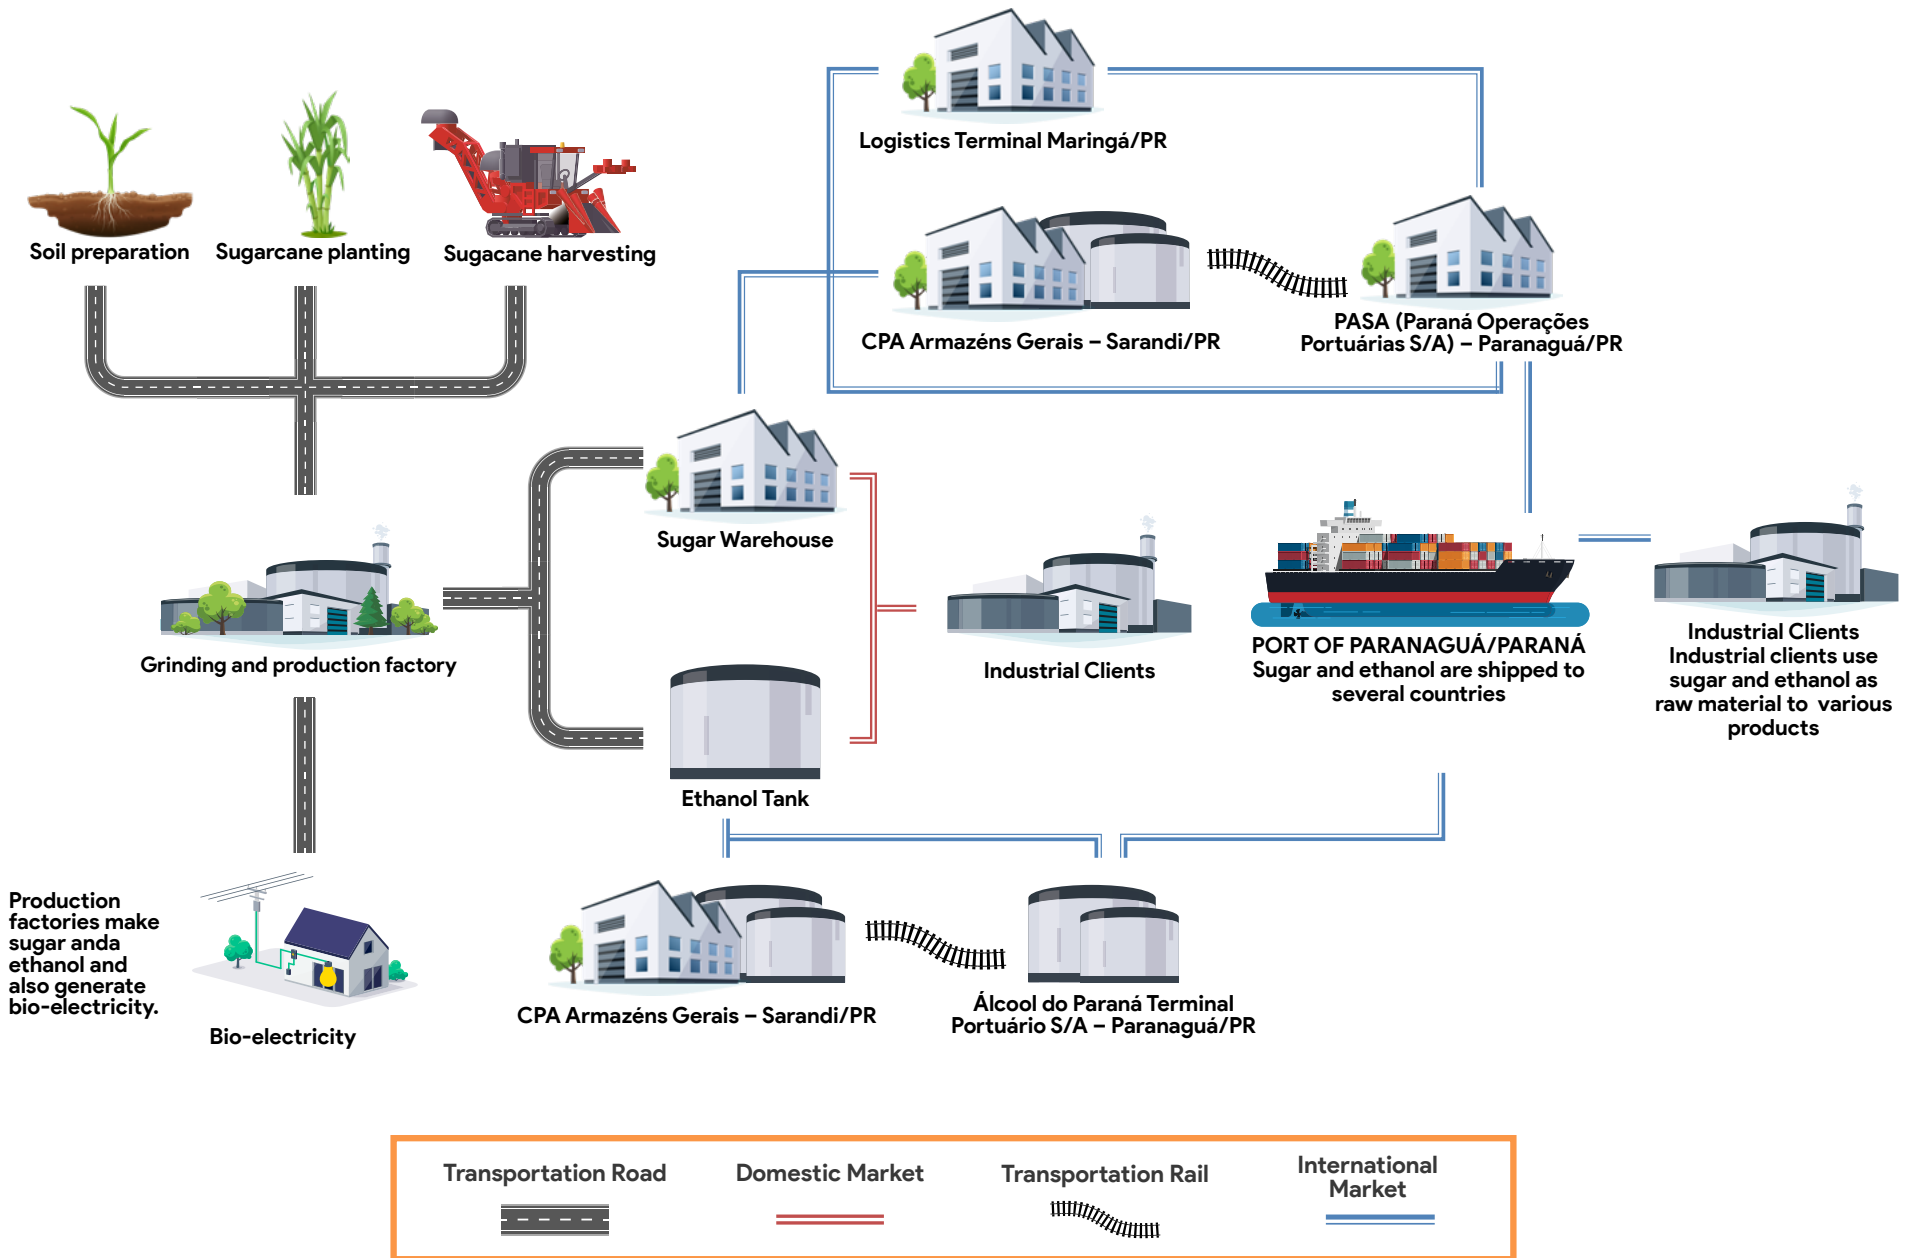 Logistics Terminal Maringá/PR
Soil preparation
Sugarcane planting
Sugacane harvesting
CPA Armazéns Gerais – Sarandi/PR
PASA (Paraná Operações
Portuárias S/A) – Paranaguá/PR
Sugar Warehouse
Grinding and production factory
Industrial Clients
PORT OF PARANAGUÁ/PARANÁ
Sugar and ethanol are shipped to
several countries
Industrial Clients
Industrial clients use
sugar and ethanol as
raw material to various
products
Ethanol Tank
Production
factories make
sugar anda
ethanol and
also generate
bio-electricity.
Bio-electricity
CPA Armazéns Gerais – Sarandi/PR
Álcool do Paraná Terminal
Portuário S/A – Paranaguá/PR
Transportation Road
Domestic Market
Transportation Rail
International
Market